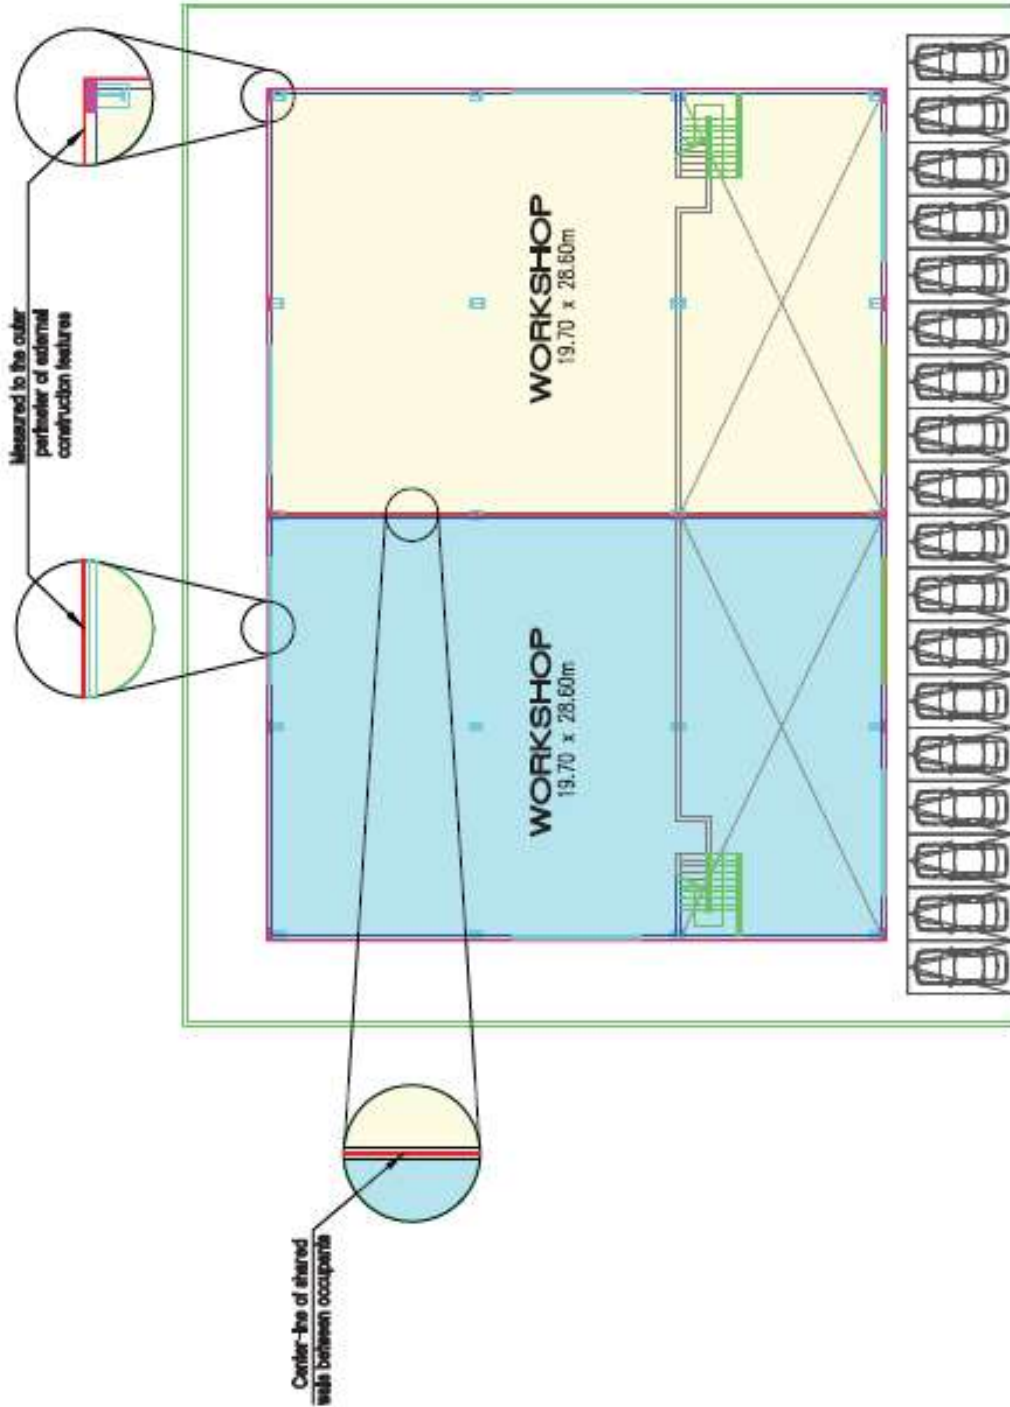 Measured to the outer
perimeter of external
construction features
WORKSHOP
19.70 x 28.60m
WORKSHOP
19.70 x 28.60m
Center-line of shared
walls between occupants